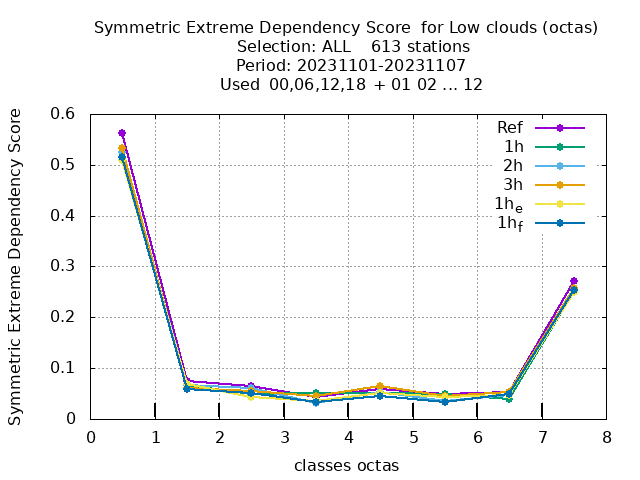 Symmetric Extreme Dependency Score  for Low clouds (octas)
Selection: ALL    613 stations
Period: 20231101-20231107
Used  00,06,12,18  + 01 02 ... 12
Symmetric Extreme Dependency Score
0.6
0.5
0.4
0.3
0.2
0.1
0
Ref
1h
2h
3h
1he
1hf
0 1 2 3 4 5 6 7 8
classes octas